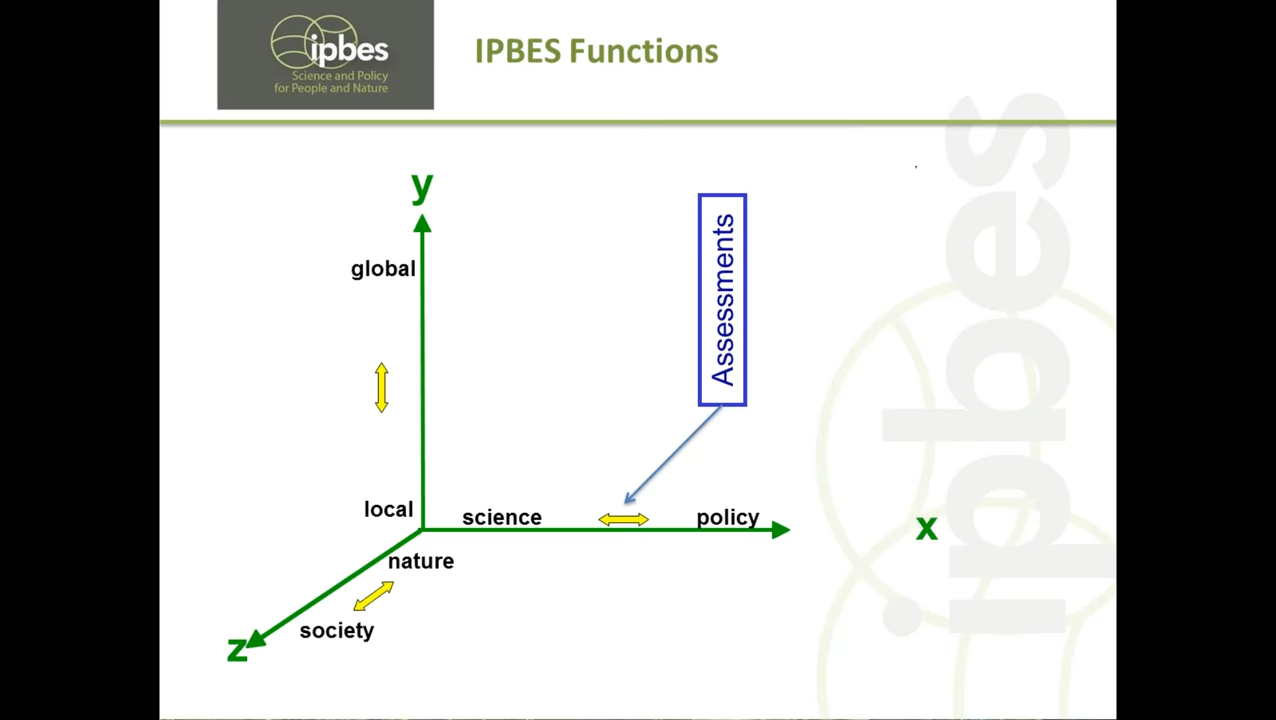 ipbes
Science and Policy
for People and Nature
IPBES Functions
y
global
Assessments
local
science
policy
x
nature
society
z
ipbes